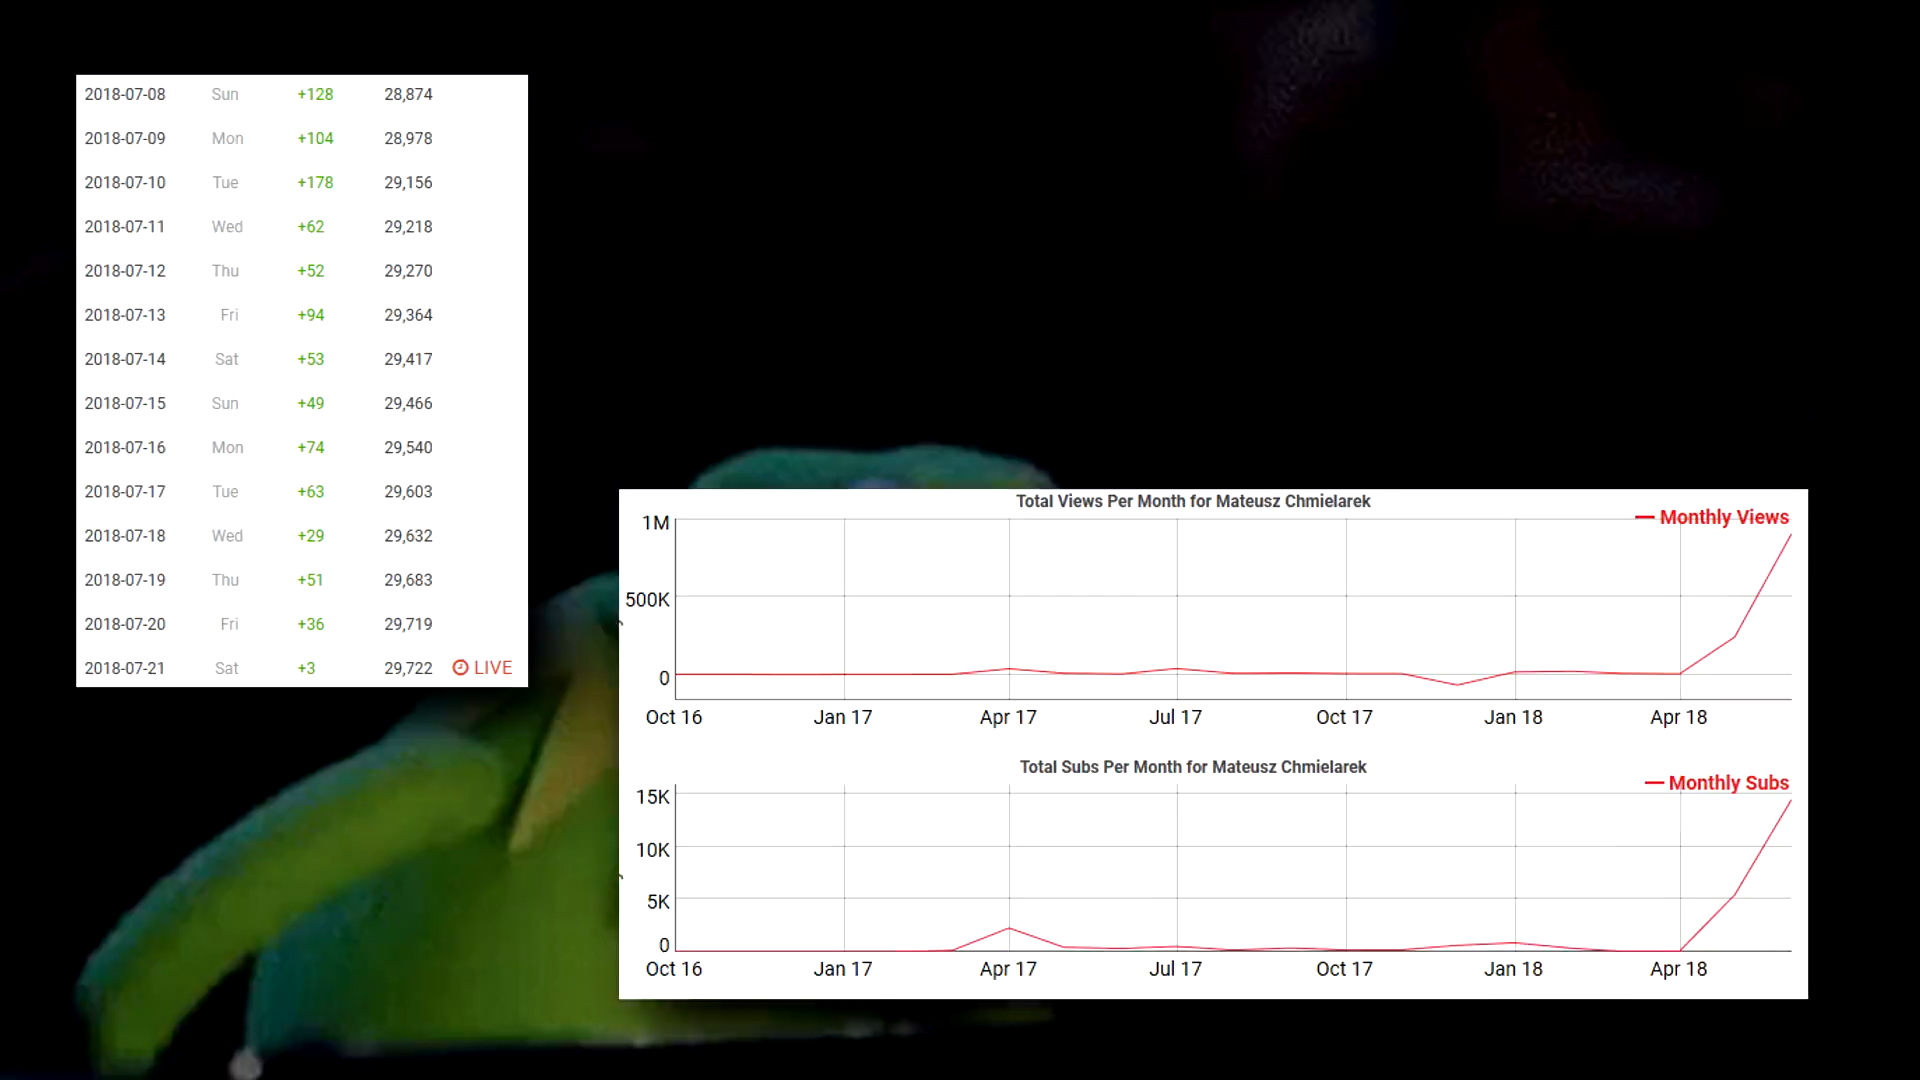 2018-07-08 Sun +128 28,874
2018-07-09 Mon +104 28,978
2018-07-10 Tue +178 29,156
2018-07-11 Wed +62 29,218
2018-07-12 Thu +52 29,270
2018-07-13 Fri +94 29,364
2018-07-14 Sat +53 29,417
2018-07-15 Sun +49 29,466
2018-07-16 Mon +74 29,540
2018-07-17 Tue +63 29,603
2018-07-18 Wed +29 29,632
2018-07-19 Thu +51 29,683
2018-07-20 Fri +36 29,719
2018-07-21 Sat +3 29,722 LIVE
Total Views Per Month for Mateusz Chmielarek
Monthly Views
1M
500K
0
Oct 16 Jan 17 Apr 17 Jul 17 Oct 17 Jan 18 Apr 18
Total Subs Per Month for Mateusz Chmielarek
Monthly Subs
15K
10K
5K
0
Oct 16 Jan 17 Apr 17 Jul 17 Oct 17 Jan 18 Apr 18